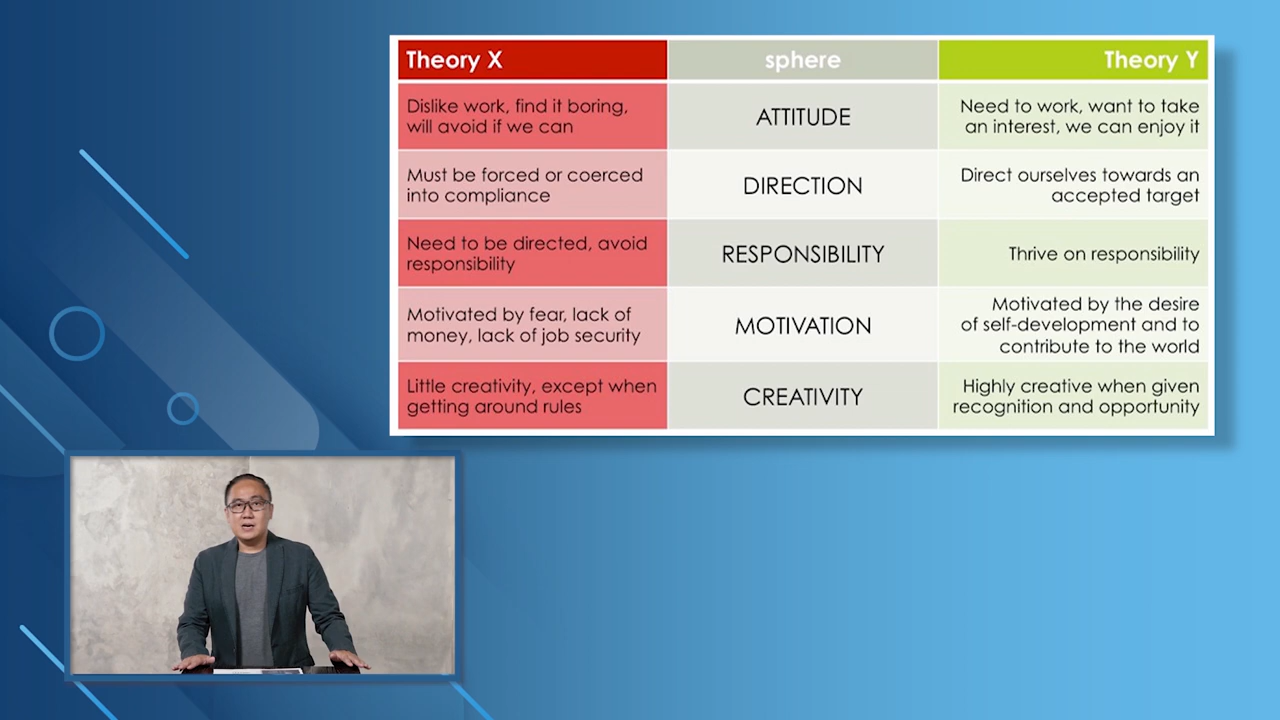 Theory X
sphere
Theory Y
Dislike work, find it boring,
will avoid if we can
ATTITUDE
Need to work, want to take
an interest, we can enjoy it
Must be forced or coerced
into compliance
DIRECTION
Direct ourselves towards an
accepted target
Need to be directed, avoid
responsibility
RESPONSIBILITY
Thrive on responsibility
Motivated by fear, lack of
money, lack of job security
MOTIVATION
Motivated by the desire
of self-development and to
contribute to the world
Little creativity, except when
getting around rules
CREATIVITY
Highly creative when given
recognition and opportunity